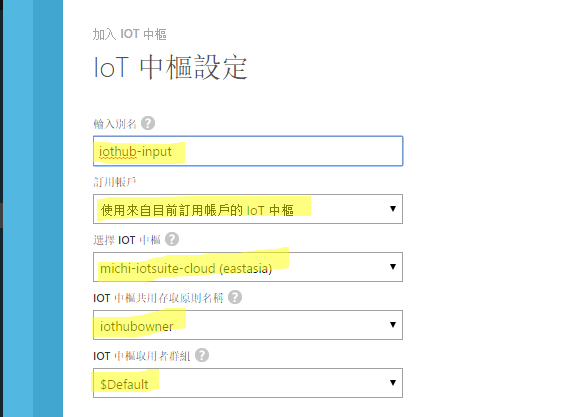 加入 IOT 中樞
IoT 中樞設定
輸入別名 ?
iothub-input
訂用帳戶
使用來自目前訂用帳戶的 IoT 中樞
選擇 IOT 中樞 ?
michi-iotsuite-cloud (eastasia)
IOT 中樞共用存取原則名稱 ?
iothubowner
IOT 中樞取用者群組 ?
$Default